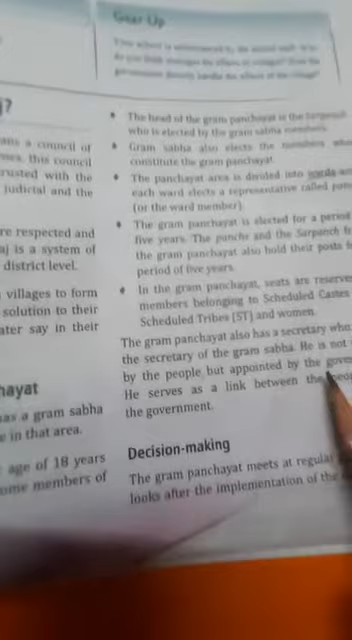 Gear Up
?
a council of
this council
rusted with the
judicial and the
re respected and
aj is a system of
district level.
villages to form
solution to their
ater say in their
hayat
has a gram sabha
e in that area.
age of 18 years
ome members of
• The head of the gram panchayat is the Sarpanch
who is elected by the gram sabha members.
• Gram sabha also elects the members who
constitute the gram panchayat.
• The panchayat area is divided into wards and
each ward elects a representative called
(or the ward member).
• The gram panchayat is elected for a period
five years. The panchs and the Sarpanch
the gram panchayat also hold their posts
period of five years.
• In the gram panchayat, seats are reserve
members belonging to Scheduled Castes
Scheduled Tribes (ST) and women.
The gram panchayat also has a secretary who
the secretary of the gram sabha. He is not
by the people but appointed by the gove
He serves as a link between the peop
the government.
Decision-making
The gram panchayat meets at regular
looks after the implementation of the